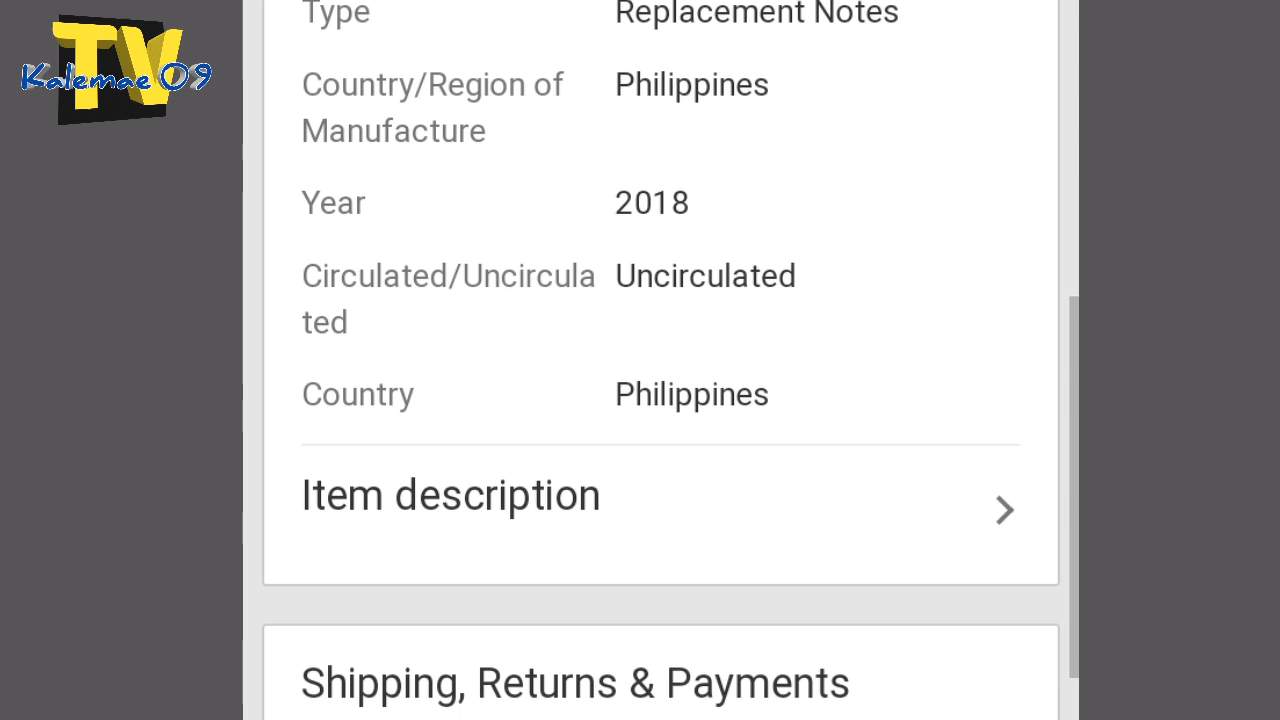 TV
Kalemae 09
Type Replacement Notes
Country/Region of Philippines
Manufacture
Year 2018
Circulated/Uncircula Uncirculated
ted
Country Philippines
Item description
Shipping, Returns & Payments